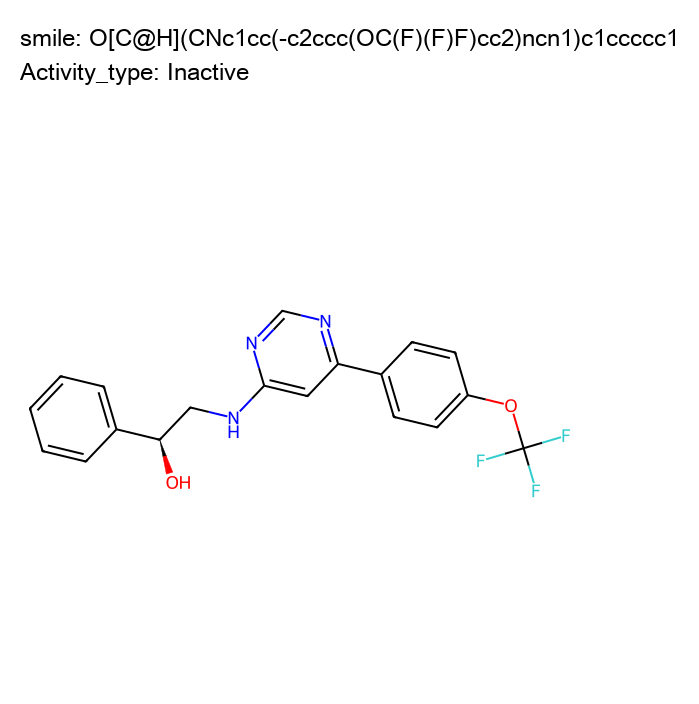 smile: O[C@H](CNc1cc(-c2ccc(OC(F)(F)F)cc2)ncn1)c1ccccc1
Activity_type: Inactive
N
N
N
H
O
F
F
F
OH